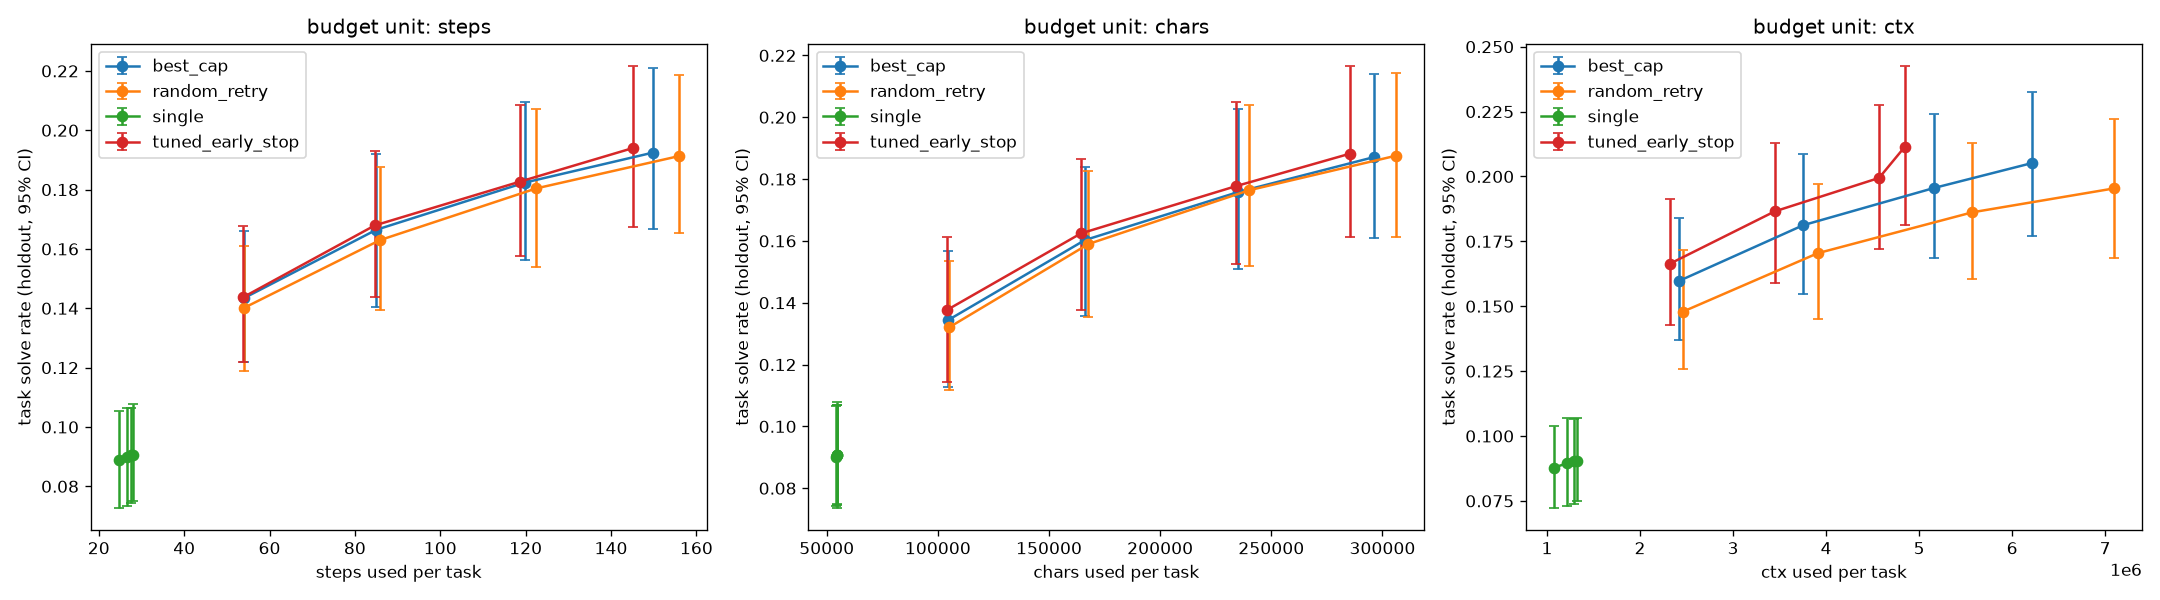 budget unit: steps
task solve rate (holdout, 95% CI)
0.22
0.20
0.18
0.16
0.14
0.12
0.10
0.08
best_cap
random_retry
single
tuned_early_stop
20 40 60 80 100 120 140 160
steps used per task
budget unit: chars
task solve rate (holdout, 95% CI)
0.22
0.20
0.18
0.16
0.14
0.12
0.10
0.08
best_cap
random_retry
single
tuned_early_stop
50000 100000 150000 200000 250000 300000
chars used per task
budget unit: ctx
task solve rate (holdout, 95% CI)
0.250
0.225
0.200
0.175
0.150
0.125
0.100
0.075
best_cap
random_retry
single
tuned_early_stop
1 2 3 4 5 6 7
1e6
ctx used per task